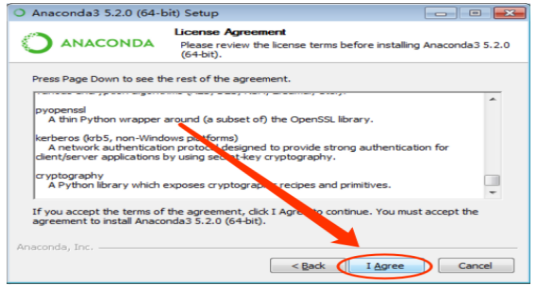 Anaconda3 5.2.0 (64-bit) Setup
ANACONDA
License Agreement
Please review the license terms before installing Anaconda3 5.2.0
(64-bit).
Press Page Down to see the rest of the agreement.
pyopenssl
A thin Python wrapper around (a subset of) the OpenSSL library.
kerberos (krb5, non-Windows platforms)
A network authentication protocol designed to provide strong authentication for
client/server applications by using secret-key cryptography.
cryptography
A Python library which exposes cryptographic recipes and primitives.
If you accept the terms of the agreement, click I Agree to continue. You must accept the
agreement to install Anaconda3 5.2.0 (64-bit).
Anaconda, Inc.
< Back
I Agree
Cancel